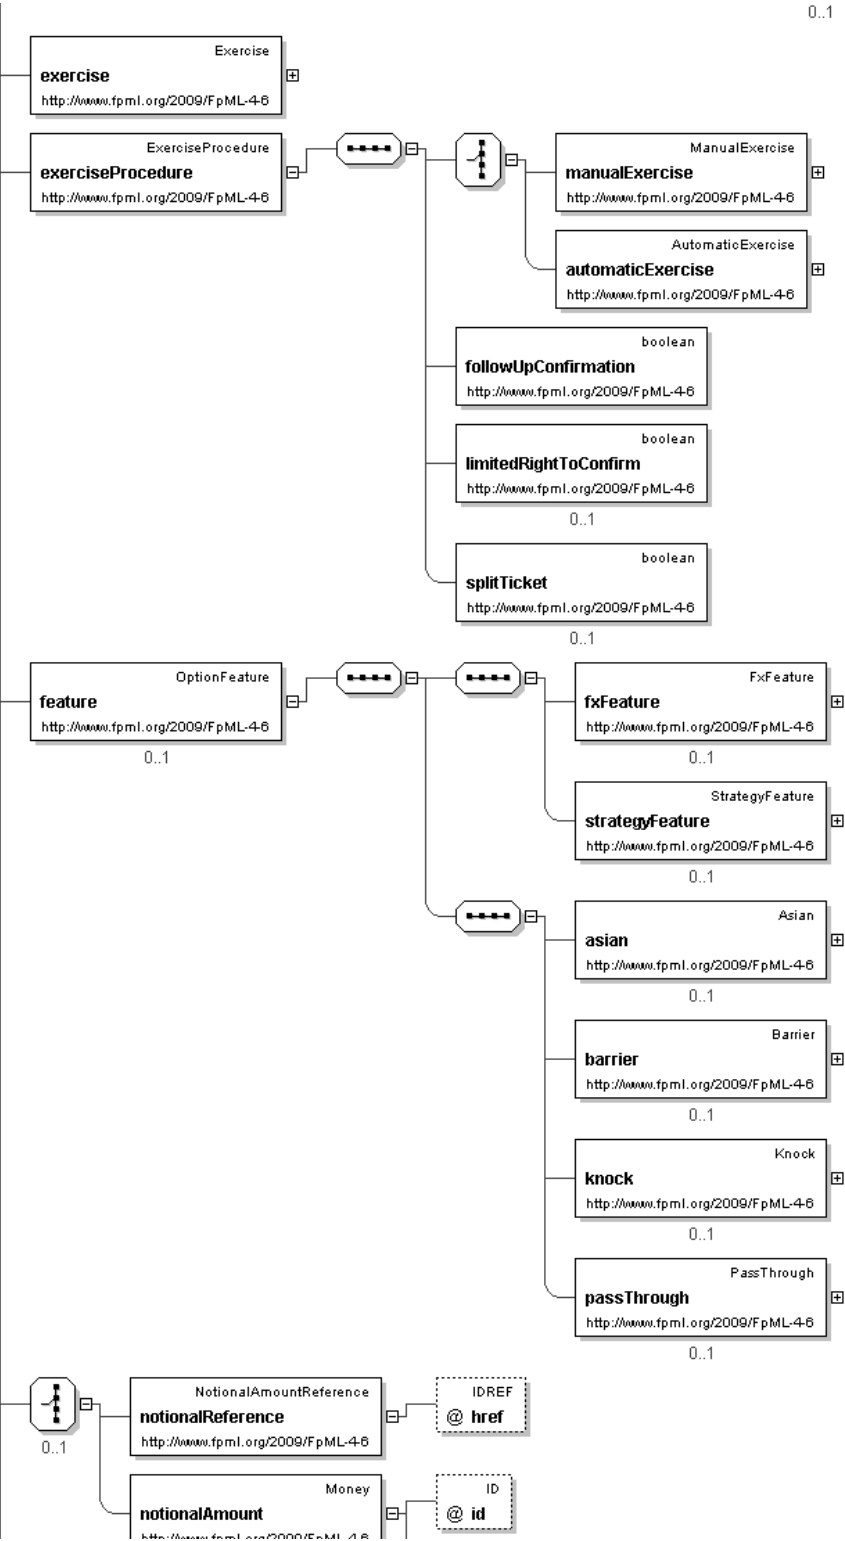 0..1
Exercise
exercise
http://www.fpml.org/2009/FpML-4-6
ExerciseProcedure
exerciseProcedure
http://www.fpml.org/2009/FpML-4-6
ManualExercise
manualExercise
http://www.fpml.org/2009/FpML-4-6
AutomaticExercise
automaticExercise
http://www.fpml.org/2009/FpML-4-6
boolean
followUpConfirmation
http://www.fpml.org/2009/FpML-4-6
boolean
limitedRightToConfirm
http://www.fpml.org/2009/FpML-4-6
0..1
boolean
splitTicket
http://www.fpml.org/2009/FpML-4-6
0..1
OptionFeature
feature
http://www.fpml.org/2009/FpML-4-6
0..1
FxFeature
fxFeature
http://www.fpml.org/2009/FpML-4-6
0..1
StrategyFeature
strategyFeature
http://www.fpml.org/2009/FpML-4-6
0..1
Asian
asian
http://www.fpml.org/2009/FpML-4-6
0..1
Barrier
barrier
http://www.fpml.org/2009/FpML-4-6
0..1
Knock
knock
http://www.fpml.org/2009/FpML-4-6
0..1
PassThrough
passThrough
http://www.fpml.org/2009/FpML-4-6
0..1
0..1
NotionalAmountReference
notionalReference
http://www.fpml.org/2009/FpML-4-6
IDREF
@ href
Money
notionalAmount
http://www.fpml.org/2009/FpML-4-6
ID
@ id